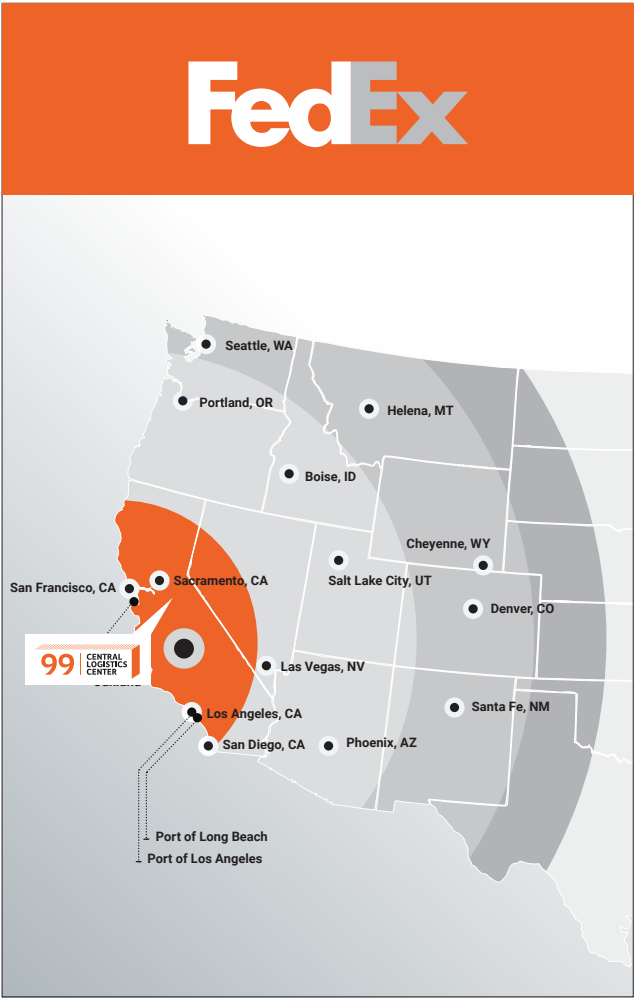 FedEx
Seattle, WA
Portland, OR
Helena, MT
Boise, ID
Cheyenne, WY
Salt Lake City, UT
San Francisco, CA
Sacramento, CA
Denver, CO
99 CENTRAL
LOGISTICS
CENTER
Las Vegas, NV
Santa Fe, NM
Los Angeles, CA
San Diego, CA
Phoenix, AZ
Port of Long Beach
Port of Los Angeles